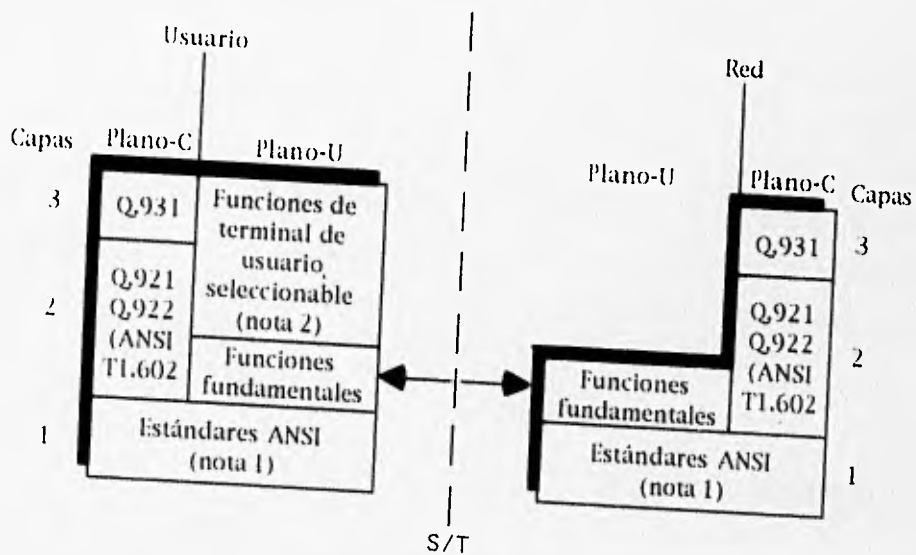 Usuario
Red
Capas Plano-C Plano-U
Plano-U Plano-C Capas
3
Q.931
Funciones de
terminal de
usuario
seleccionable
(nota 2)
2
Q.921
Q.922
(ANSI
T1.602
Funciones
fundamentales
1
Estándares ANSI
(nota 1)
Q.931
3
Q.921
Q.922
(ANSI
T1.602
2
Funciones
fundamentales
Estándares ANSI
(nota 1)
1
S/T